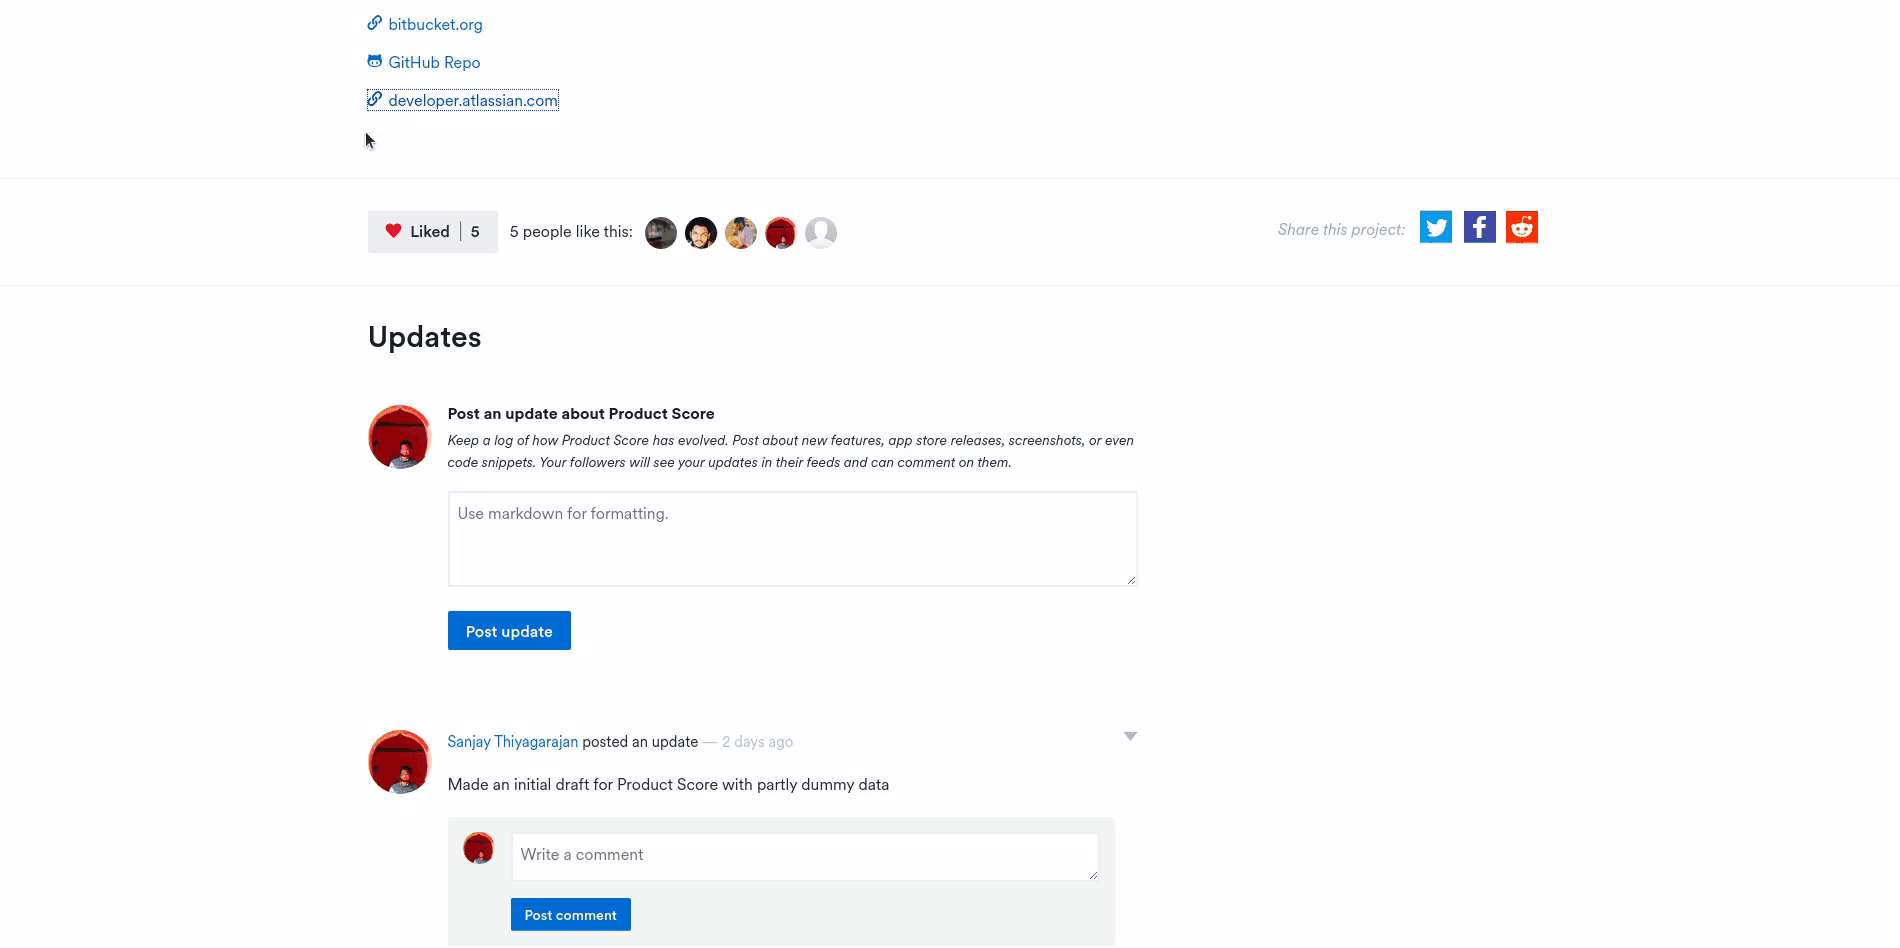 bitbucket.org
GitHub Repo
developer.atlassian.com
Liked 5 5 people like this: Share this project:
Updates
Post an update about Product Score
Keep a log of how Product Score has evolved. Post about new features, app store releases, screenshots, or even
code snippets. Your followers will see your updates in their feeds and can comment on them.
Use markdown for formatting.
Post update
Sanjay Thiyagarajan posted an update — 2 days ago
Made an initial draft for Product Score with partly dummy data
Write a comment
Post comment